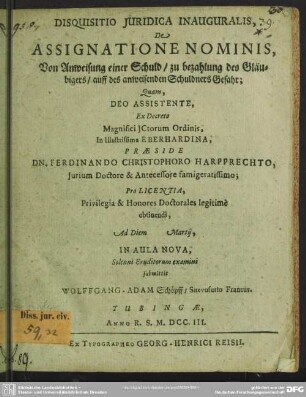 DISQUISITIO JURIDICA INAUGURALIS,
De
ASSIGNATIONE NOMINIS,
Von Anweisung einer Schuld / zu bezahlung des Gläu-
bigers / auff des anweisenden Schuldners Gefahr;
Quam,
DEO ASSISTENTE,
Ex Decreto
Magnifici JCtorum Ordinis,
In Illustrissima EBERHARDINA,
PRÆSIDE
DN. FERDINANDO CHRISTOPHORO HARPPRECHTO,
Jurium Doctore & Antecessore famigeratissimo;
Pro LICENTIA,
Privilegia & Honores Doctorales legitimè
obtinendi,
Ad Diem Martij,
IN AULA NOVA,
Solenni Eruditorum examini
submittit
WOLFFGANG-ADAM Schöpff / Suevofurto Francus.
TUBINGÆ,
ANNO R. S. M. DCC. III.
EX TYPOGRAPHEO GEORG-HENRICI REISII.
Diss. jur. civ.
59, 32